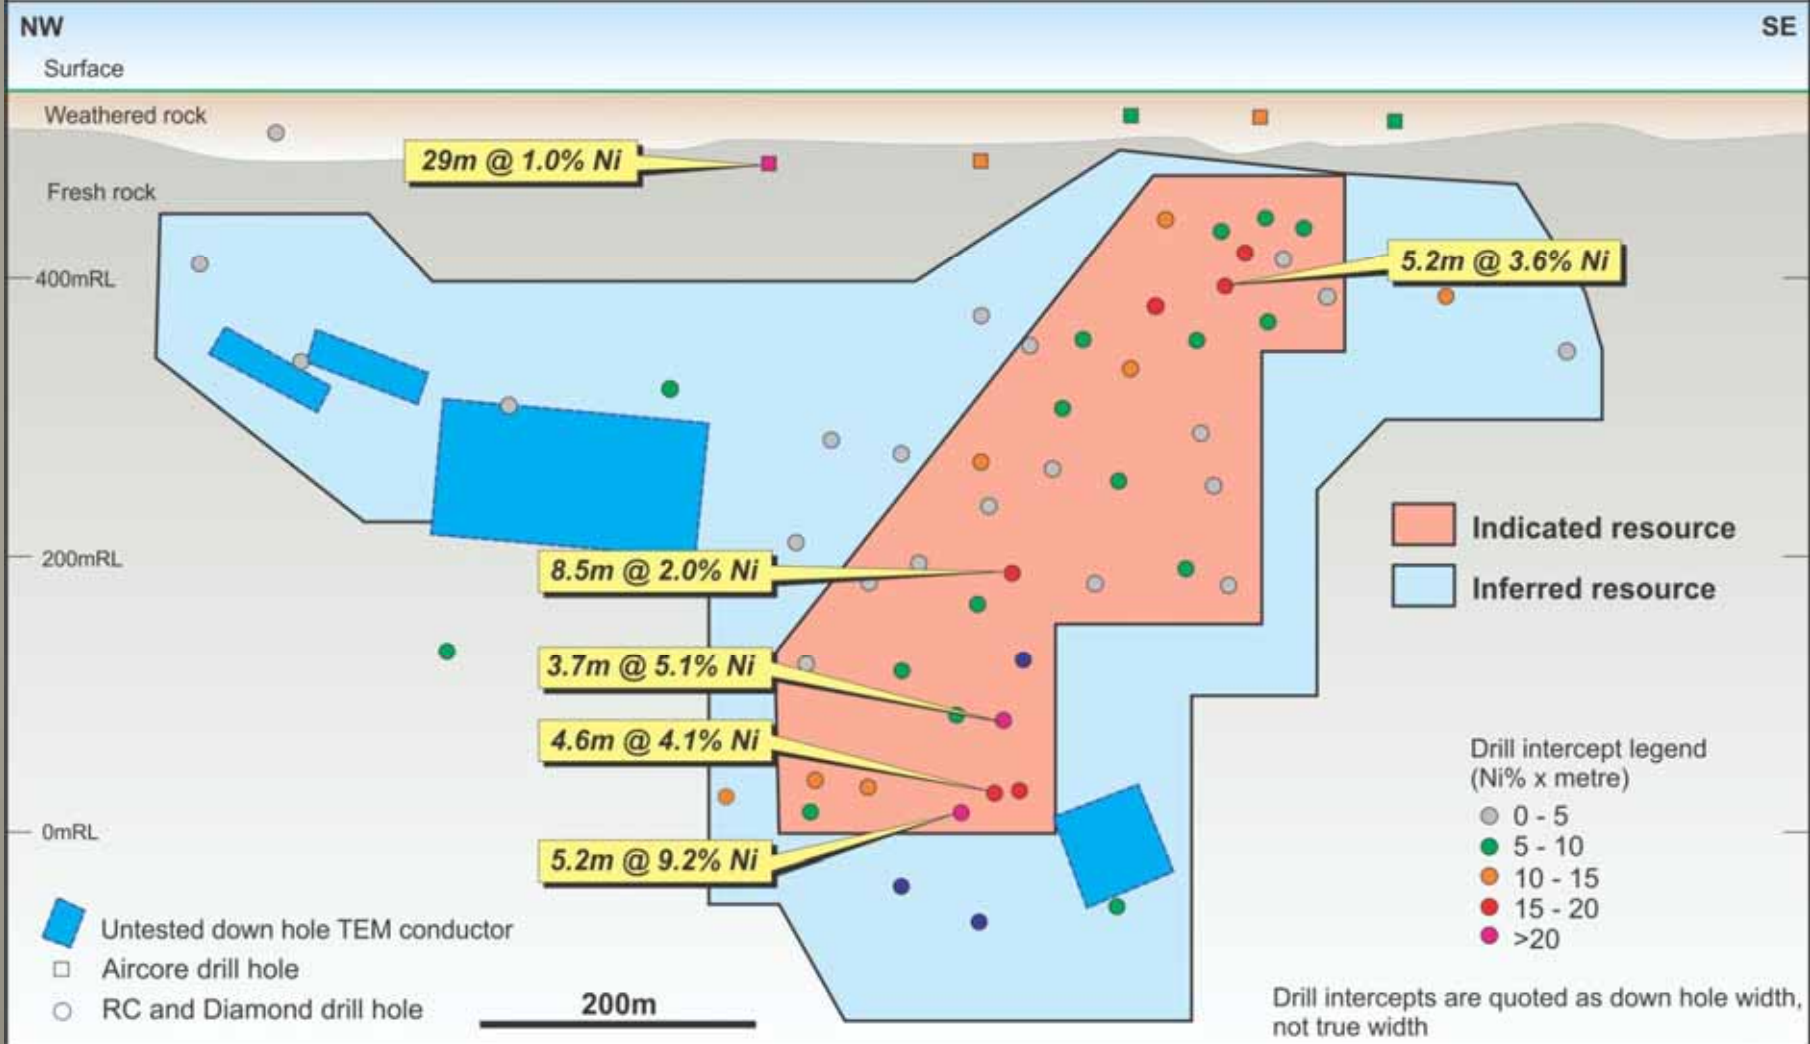 NW
SE
Surface
Weathered rock
29m @ 1.0% Ni
Fresh rock
5.2m @ 3.6% Ni
400mRL
Indicated resource
200mRL
8.5m @ 2.0% Ni
Inferred resource
3.7m @ 5.1% Ni
4.6m @ 4.1% Ni
Drill intercept legend
(Ni% x metre)
0 - 5
0mRL
5 - 10
5.2m @ 9.2% Ni
10 - 15
15 - 20
>20
Untested down hole TEM conductor
Aircore drill hole
RC and Diamond drill hole
200m
Drill intercepts are quoted as down hole width,
not true width